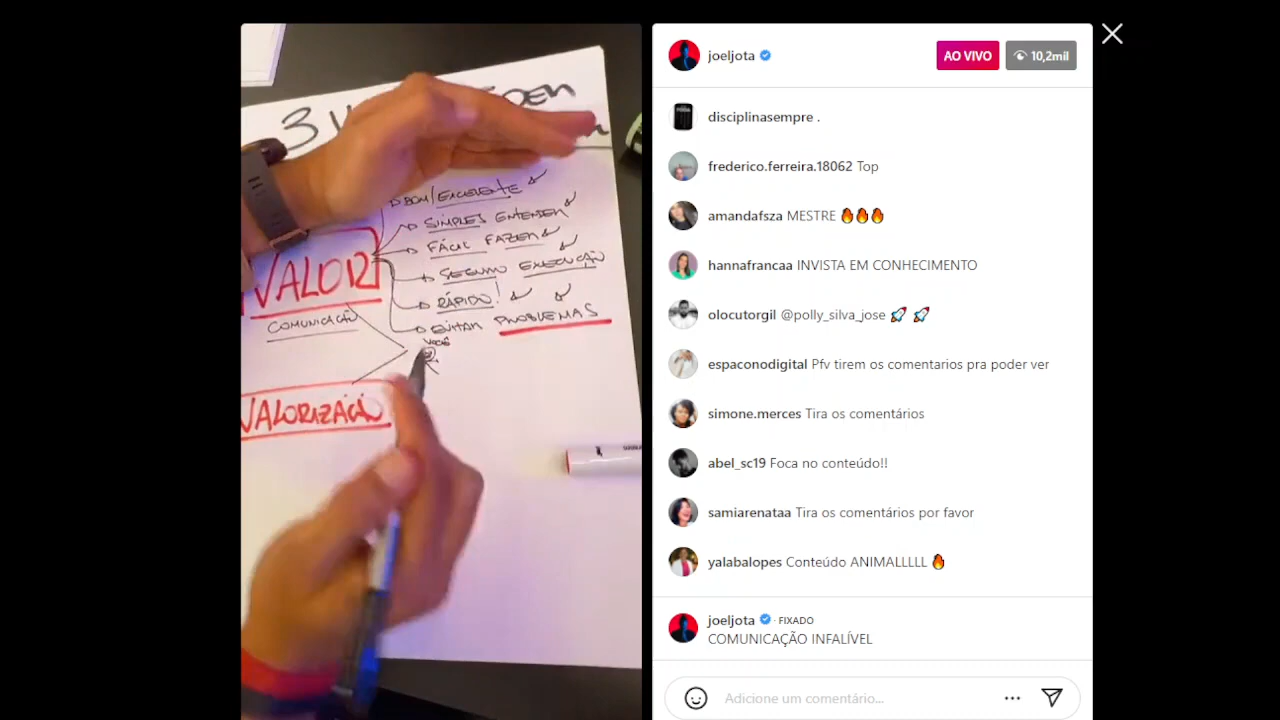 3
BOM/EXCELENTE
SIMPLES ENTENDER
FÁCIL FAZER
SEGURO EXECUÇÃO
RÁPIDO!
EVITAR PROBLEMAS
VALOR
COMUNICAÇÃO
VOCÊ
VALORIZAÇÃO
joeljota
AO VIVO
10,2mil
disciplinasempre .
frederico.ferreira.18062 Top
amandafsza MESTRE 🔥🔥🔥
hannafrancaa INVISTA EM CONHECIMENTO
olocutorgil @polly_silva_jose 🚀 🚀
espaconodigital Pfv tirem os comentarios pra poder ver
simone.merces Tira os comentários
abel_sc19 Foca no conteúdo!!
samiarenataa Tira os comentários por favor
yalabalopes Conteúdo ANIMALLLLL 🔥
joeljota · FIXADO
COMUNICAÇÃO INFALÍVEL
Adicione um comentário...